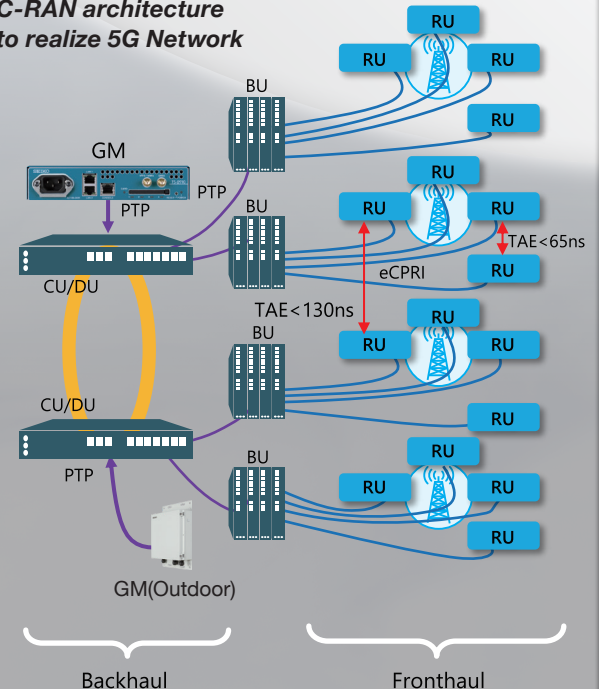 C-RAN architecture
to realize 5G Network
RU
RU
RU
BU
RU
GM
PTP
PTP
RU
BU
RU
RU
TAE<65ns
eCPRI
RU
CU/DU
TAE<130ns
RU
BU
RU
RU
CU/DU
RU
RU
BU
PTP
RU
RU
RU
GM(Outdoor)
Backhaul
Fronthaul